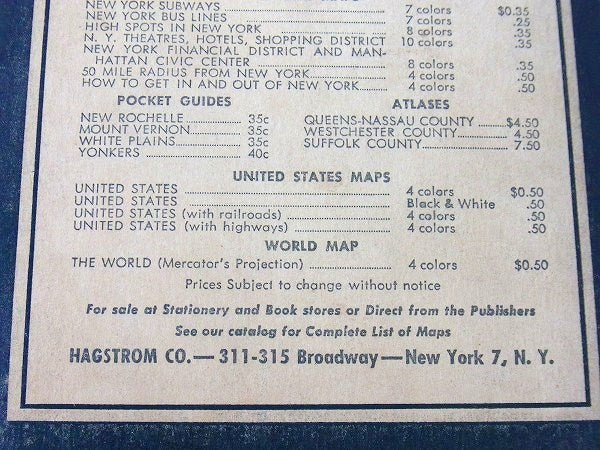 NEW YORK SUBWAYS 7 colors $0.35
NEW YORK BUS LINES 7 colors .25
HIGH SPOTS IN NEW YORK 8 colors .35
N. Y. THEATRES, HOTELS, SHOPPING DISTRICT 10 colors .35
NEW YORK FINANCIAL DISTRICT AND MAN-
HATTAN CIVIC CENTER 8 colors .35
50 MILE RADIUS FROM NEW YORK 4 colors .50
HOW TO GET IN AND OUT OF NEW YORK 4 colors .50
POCKET GUIDES
NEW ROCHELLE 35c
MOUNT VERNON 35c
WHITE PLAINS 35c
YONKERS 40c
ATLASES
QUEENS-NASSAU COUNTY $4.50
WESTCHESTER COUNTY 4.50
SUFFOLK COUNTY 7.50
UNITED STATES MAPS
UNITED STATES 4 colors $0.50
UNITED STATES Black & White .50
UNITED STATES (with railroads) 4 colors .50
UNITED STATES (with highways) 4 colors .50
WORLD MAP
THE WORLD (Mercator's Projection) 4 colors $0.50
Prices Subject to change without notice
For sale at Stationery and Book stores or Direct from the Publishers
See our catalog for Complete List of Maps
HAGSTROM CO.—311-315 Broadway—New York 7, N. Y.